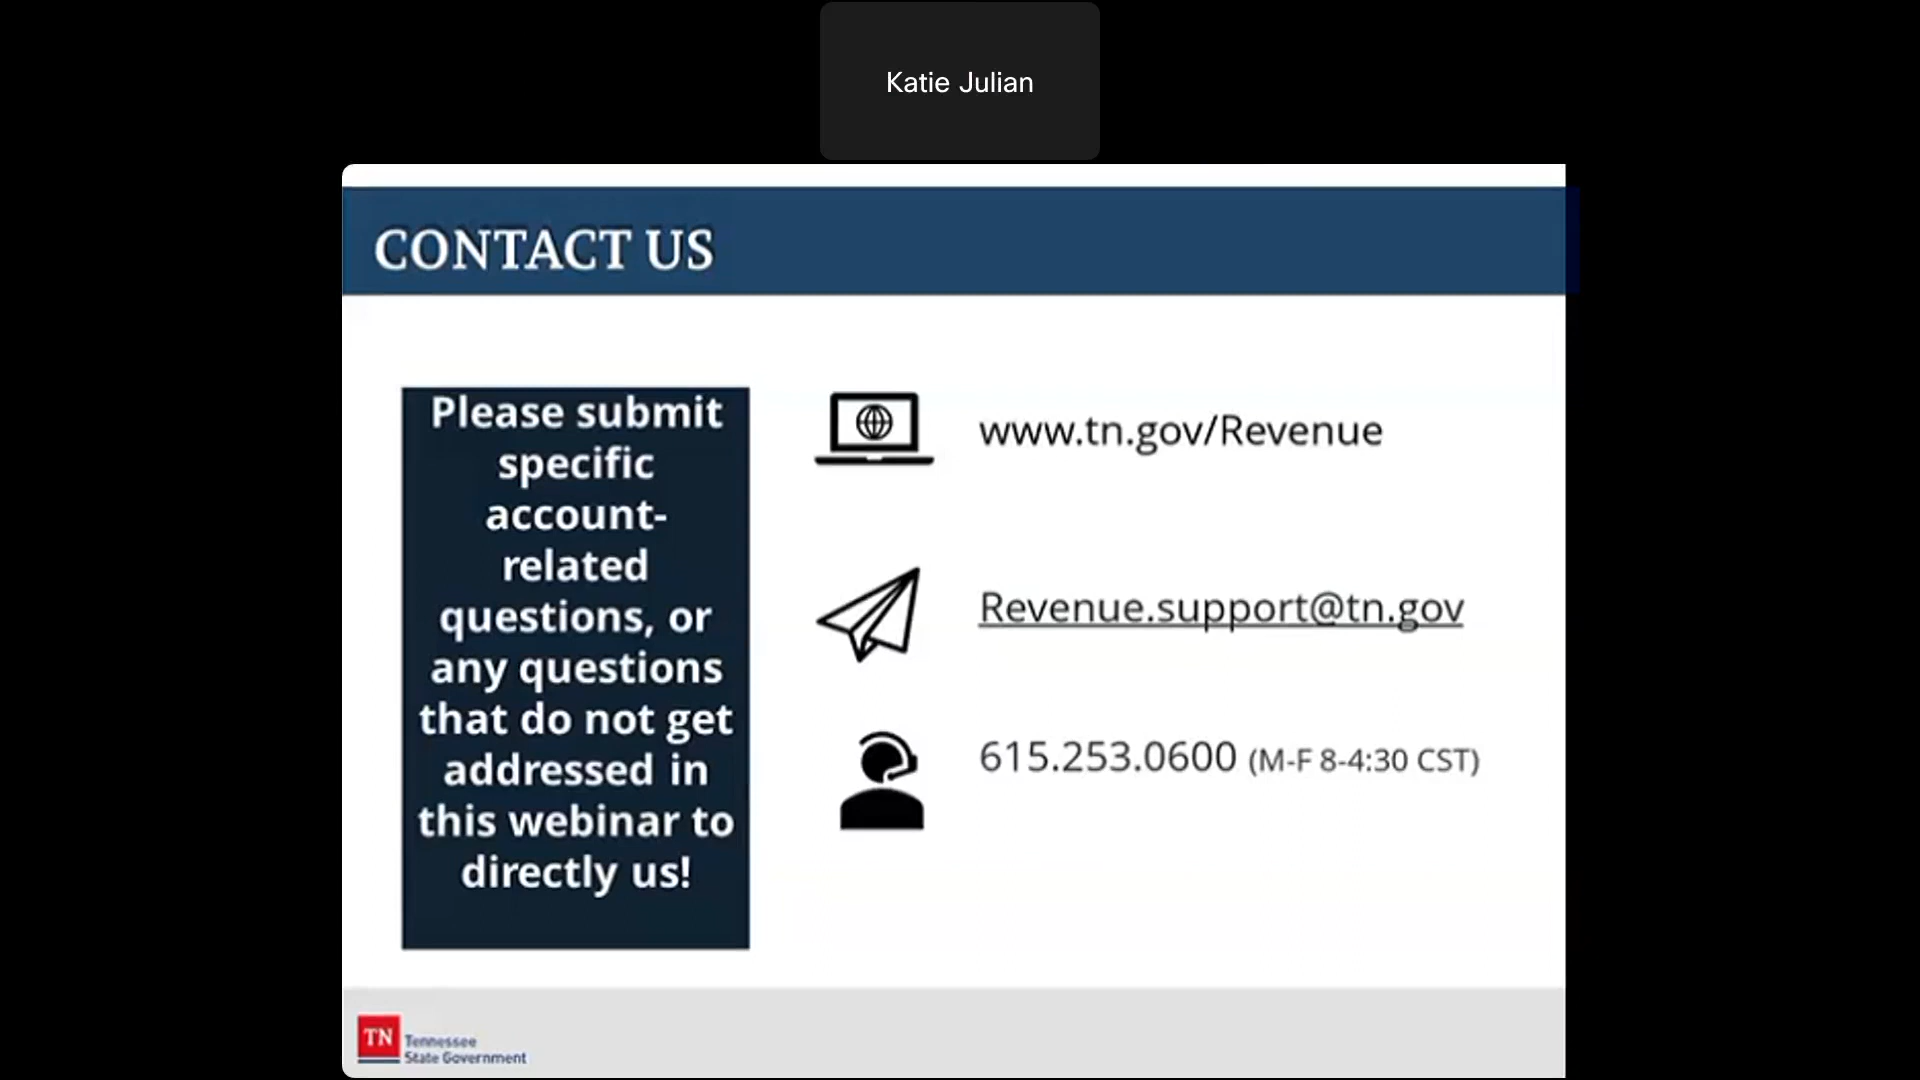 Katie Julian
CONTACT US
Please submit
specific
account-
related
questions, or
any questions
that do not get
addressed in
this webinar to
directly us!
www.tn.gov/Revenue
Revenue.support@tn.gov
615.253.0600 (M-F 8-4:30 CST)
TN
Tennessee
State Government